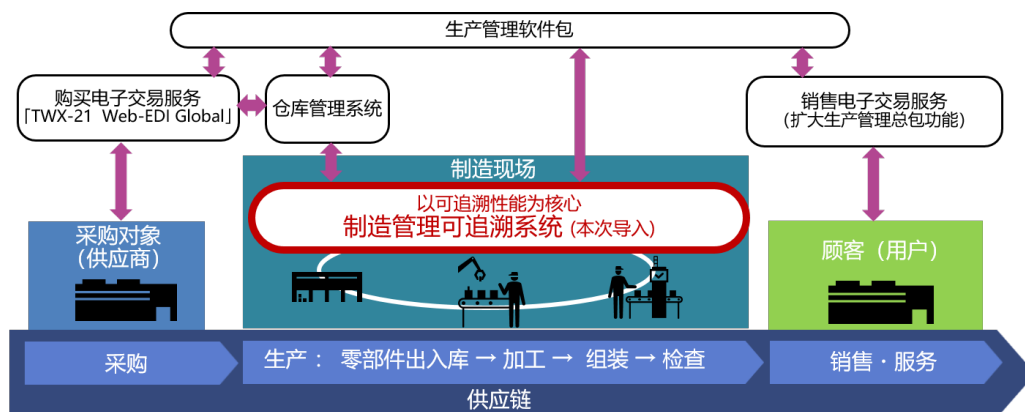 生产管理软件包
购买电子交易服务
「TWX-21 Web-EDI Global」
仓库管理系统
销售电子交易服务
（扩大生产管理总包功能）
制造现场
以可追溯性能为核心
制造管理可追溯系统（本次导入）
采购对象
（供应商）
顾客（用户）
采购
生产： 零部件出入库 → 加工 → 组装 → 检查
销售・服务
供应链